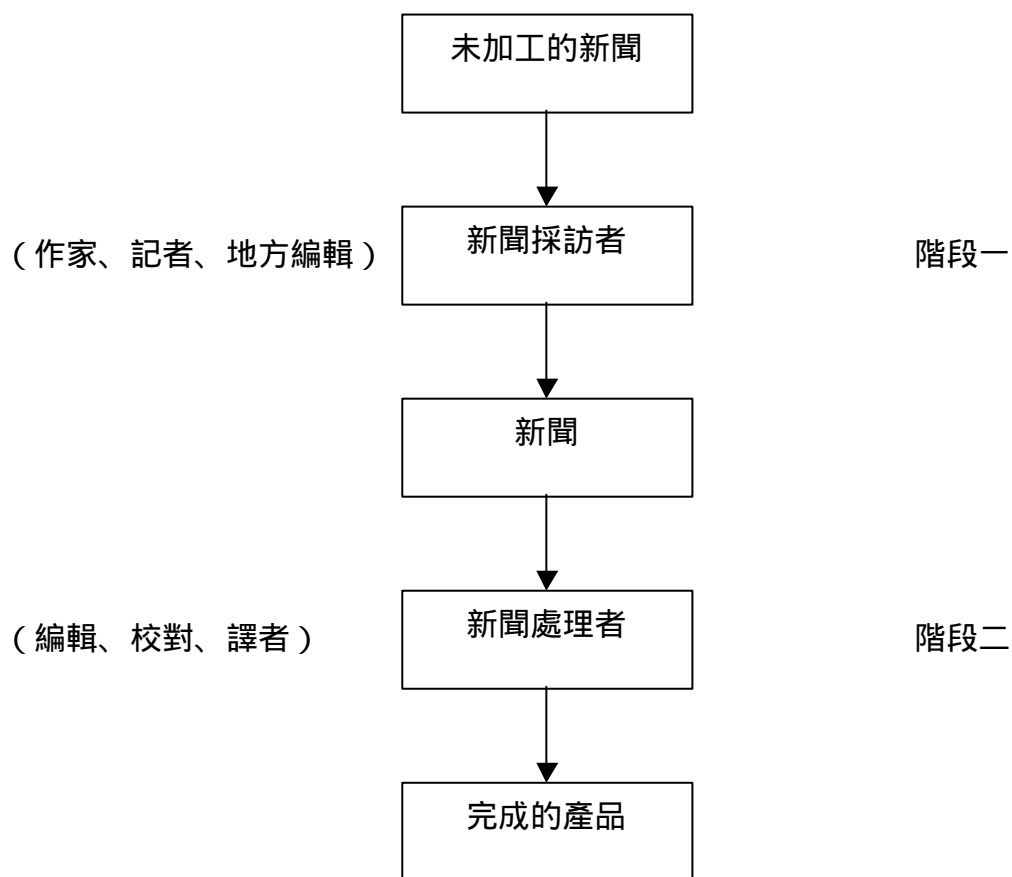 未加工的新聞
(作家、記者、地方編輯)
新聞採訪者
階段一
新聞
(編輯、校對、譯者)
新聞處理者
階段二
完成的產品